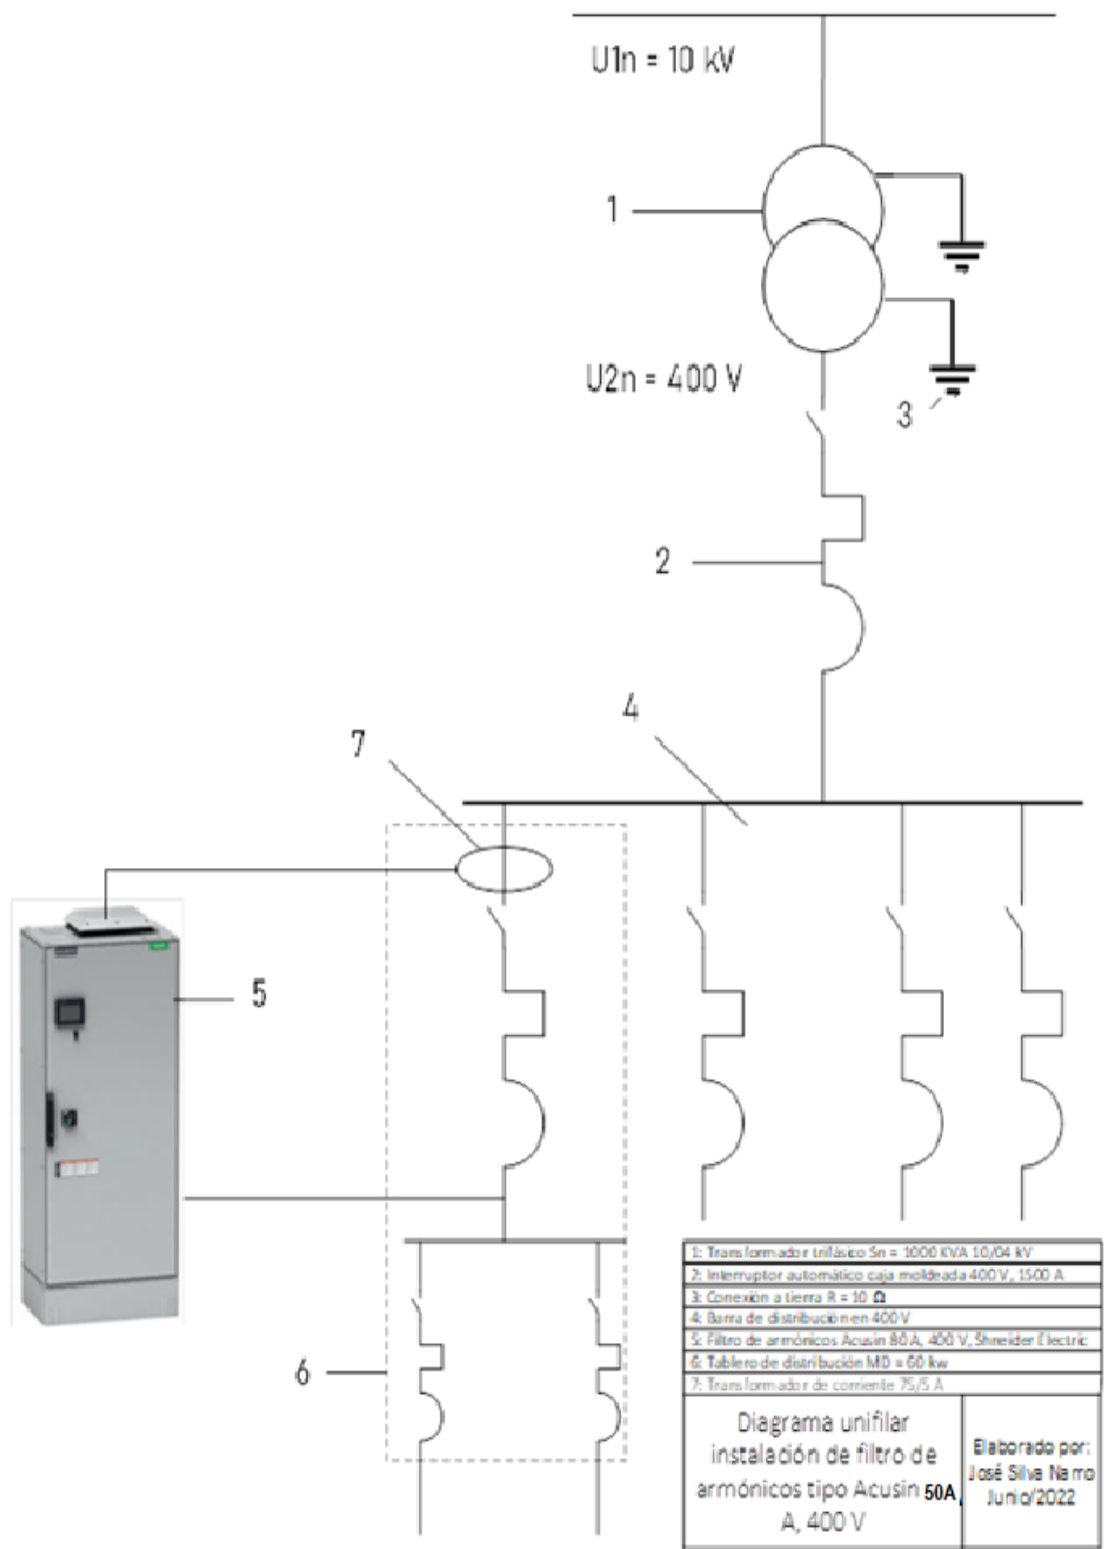 U1n = 10 kV
1
U2n = 400 V
3
2
4
7
5
6
1: Transformador trifásico Sn = 1000 KVA 10/04 kV
2: Interruptor automático caja moldeada 400 V, 1500 A
3: Conexión a tierra R = 10 Ω
4: Barra de distribución en 400 V
5: Filtro de armónicos Acusin 80 A, 400 V, Shneider Electric
6: Tablero de distribución MD = 60 kw
7: Transformador de corriente 75/5 A
Diagrama unifilar
instalación de filtro de
armónicos tipo Acusin 50A,
A, 400 V
Elaborado por:
José Silva Narro
Junio/2022